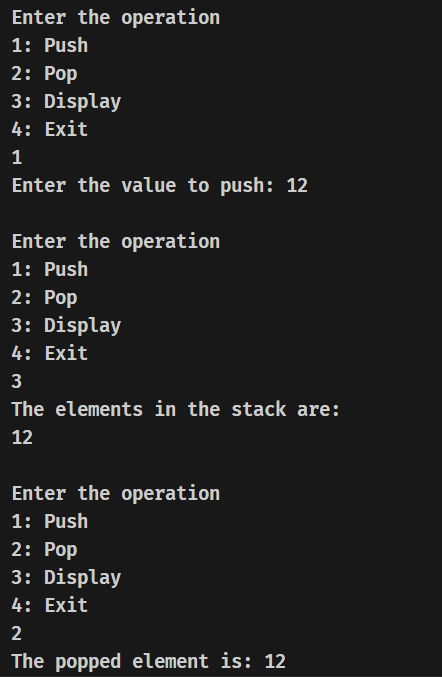 Enter the operation
1: Push
2: Pop
3: Display
4: Exit
1
Enter the value to push: 12
Enter the operation
1: Push
2: Pop
3: Display
4: Exit
3
The elements in the stack are:
12
Enter the operation
1: Push
2: Pop
3: Display
4: Exit
2
The popped element is: 12